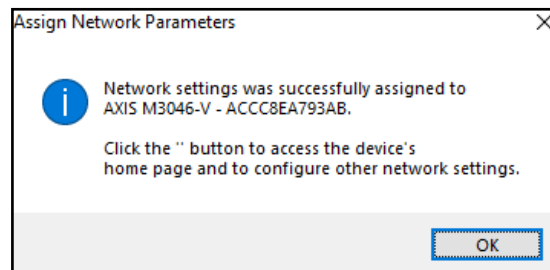 Assign Network Parameters
Network settings was successfully assigned to
AXIS M3046-V - ACCC8EA793AB.
Click the '' button to access the device's
home page and to configure other network settings.
OK